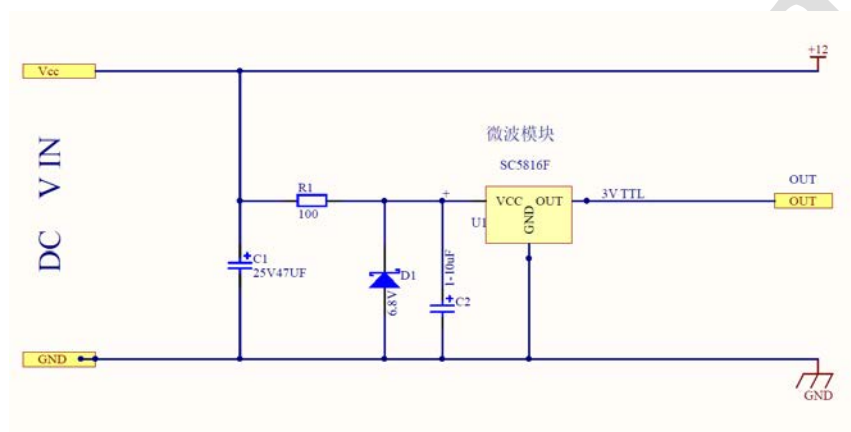 +12
Vcc
DC V IN
微波模块
SC5816F
R1
100
+
VCC OUT
GND
U1
3V TTL
OUT
OUT
C1
25V47UF
D1
6.8V
1-10uF
C2
GND
GND